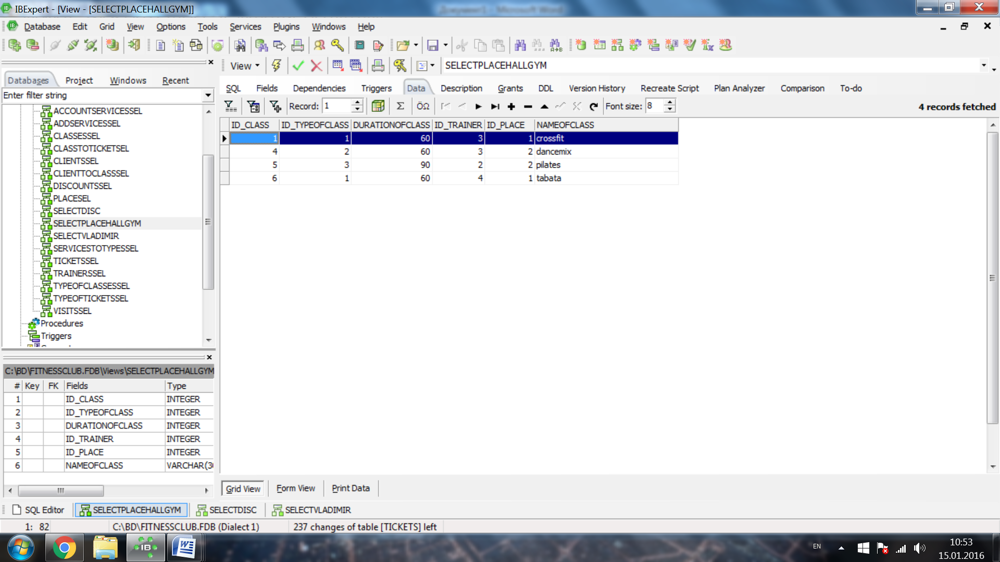 IBExpert - [View - [SELECTPLACEHALLGYM]]
Документ1 - Microsoft Word
Database Edit Grid View Options Tools Services Plugins Windows Help
View SELECTPLACEHALLGYM
Databases Project Windows Recent
Enter filter string
ACCOUNTSERVICESSEL
ADDSERVICESSEL
CLASSESSEL
CLASSTOTICKETSEL
CLIENTSSEL
CLIENTTOCLASSSEL
DISCOUNTSSEL
PLACESEL
SELECTDISC
SELECTPLACEHALLGYM
SELECTVLADIMIR
SERVICESTOTYPESSEL
TICKETSSEL
TRAINERSSEL
TYPEOFCLASSESSEL
TYPEOFTICKETSSEL
VISITSSEL
Procedures
Triggers
C:\BD\FITNESSCLUB.FDB\Views\SELECTPLACEHALLGYM
# Key FK Fields Type
1 ID_CLASS INTEGER
2 ID_TYPEOFCLASS INTEGER
3 DURATIONOFCLASS INTEGER
4 ID_TRAINER INTEGER
5 ID_PLACE INTEGER
6 NAMEOFCLASS VARCHAR(30
SQL Fields Dependencies Triggers Data Description Grants DDL Version History Recreate Script Plan Analyzer Comparison To-do
Record: 1 Σ ÖΩ Font size: 8 4 records fetched
ID_CLASS ID_TYPEOFCLASS DURATIONOFCLASS ID_TRAINER ID_PLACE NAMEOFCLASS
1 1 60 3 1 crossfit
4 2 60 3 2 dancemix
5 3 90 2 2 pilates
6 1 60 4 1 tabata
Grid View Form View Print Data
SQL Editor SELECTPLACEHALLGYM SELECTDISC SELECTVLADIMIR
1: 82 C:\BD\FITNESSCLUB.FDB (Dialect 1) 237 changes of table [TICKETS] left
IB
EN
10:53
15.01.2016